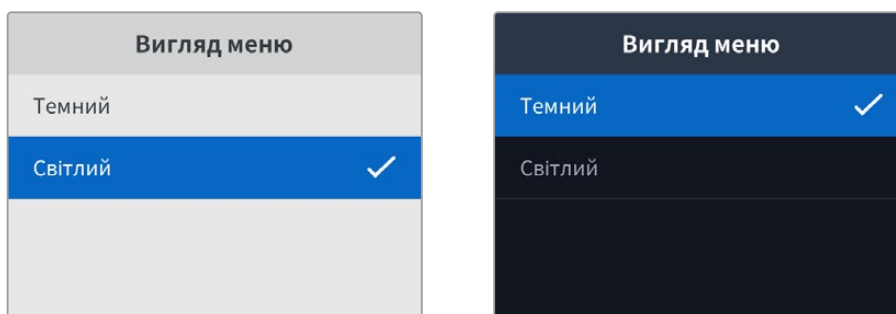 Вигляд меню
Темний
Світлий
Вигляд меню
Темний
Світлий